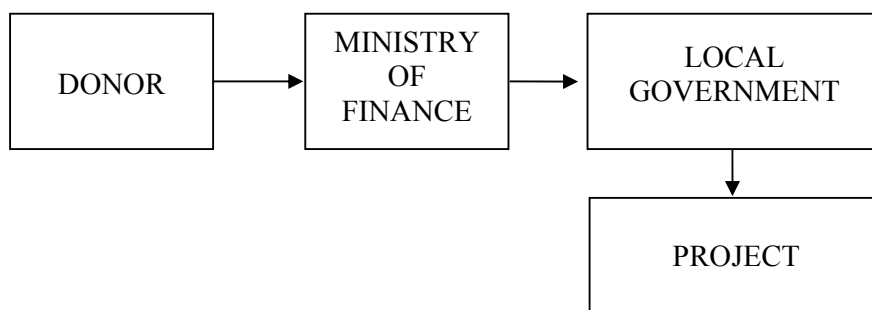 DONOR
MINISTRY
OF
FINANCE
LOCAL
GOVERNMENT
PROJECT